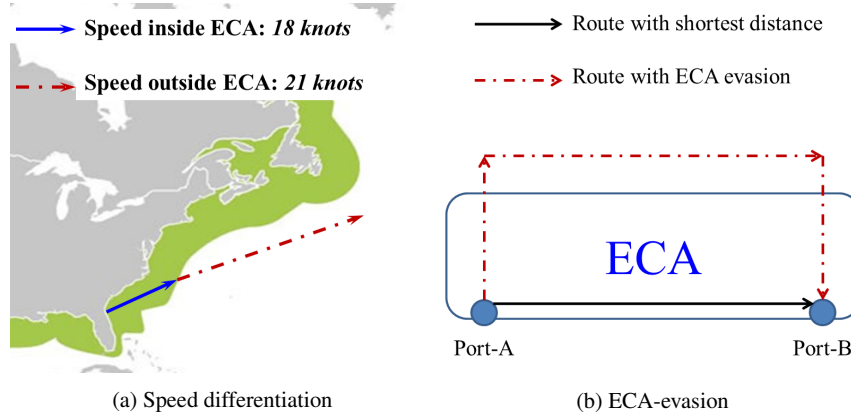 Speed inside ECA: 18 knots
Speed outside ECA: 21 knots
(a) Speed differentiation
Route with shortest distance
Route with ECA evasion
ECA
Port-A
Port-B
(b) ECA-evasion